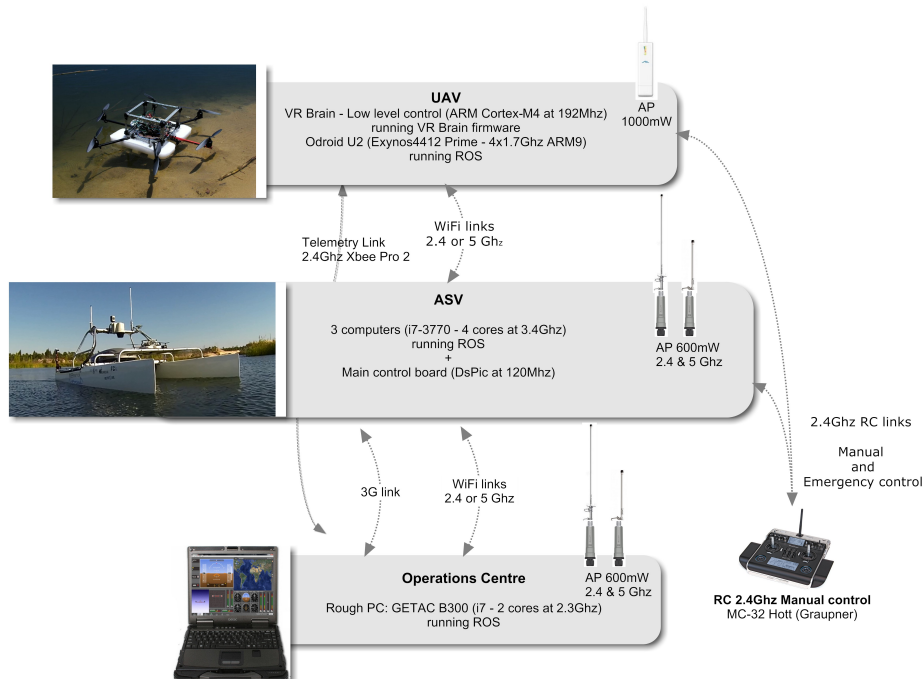 UAV
VR Brain - Low level control (ARM Cortex-M4 at 192Mhz)
running VR Brain firmware
Odroid U2 (Exynos4412 Prime - 4x1.7Ghz ARM9)
running ROS
AP
1000mW
Telemetry Link
2.4Ghz Xbee Pro 2
WiFi links
2.4 or 5 Ghz
ASV
3 computers (i7-3770 - 4 cores at 3.4Ghz)
running ROS
+
Main control board (DsPic at 120Mhz)
AP 600mW
2.4 & 5 Ghz
2.4Ghz RC links
Manual
and
Emergency control
3G link
WiFi links
2.4 or 5 Ghz
Operations Centre
Rough PC: GETAC B300 (i7 - 2 cores at 2.3Ghz)
running ROS
AP 600mW
2.4 & 5 Ghz
RC 2.4Ghz Manual control
MC-32 Hott (Graupner)